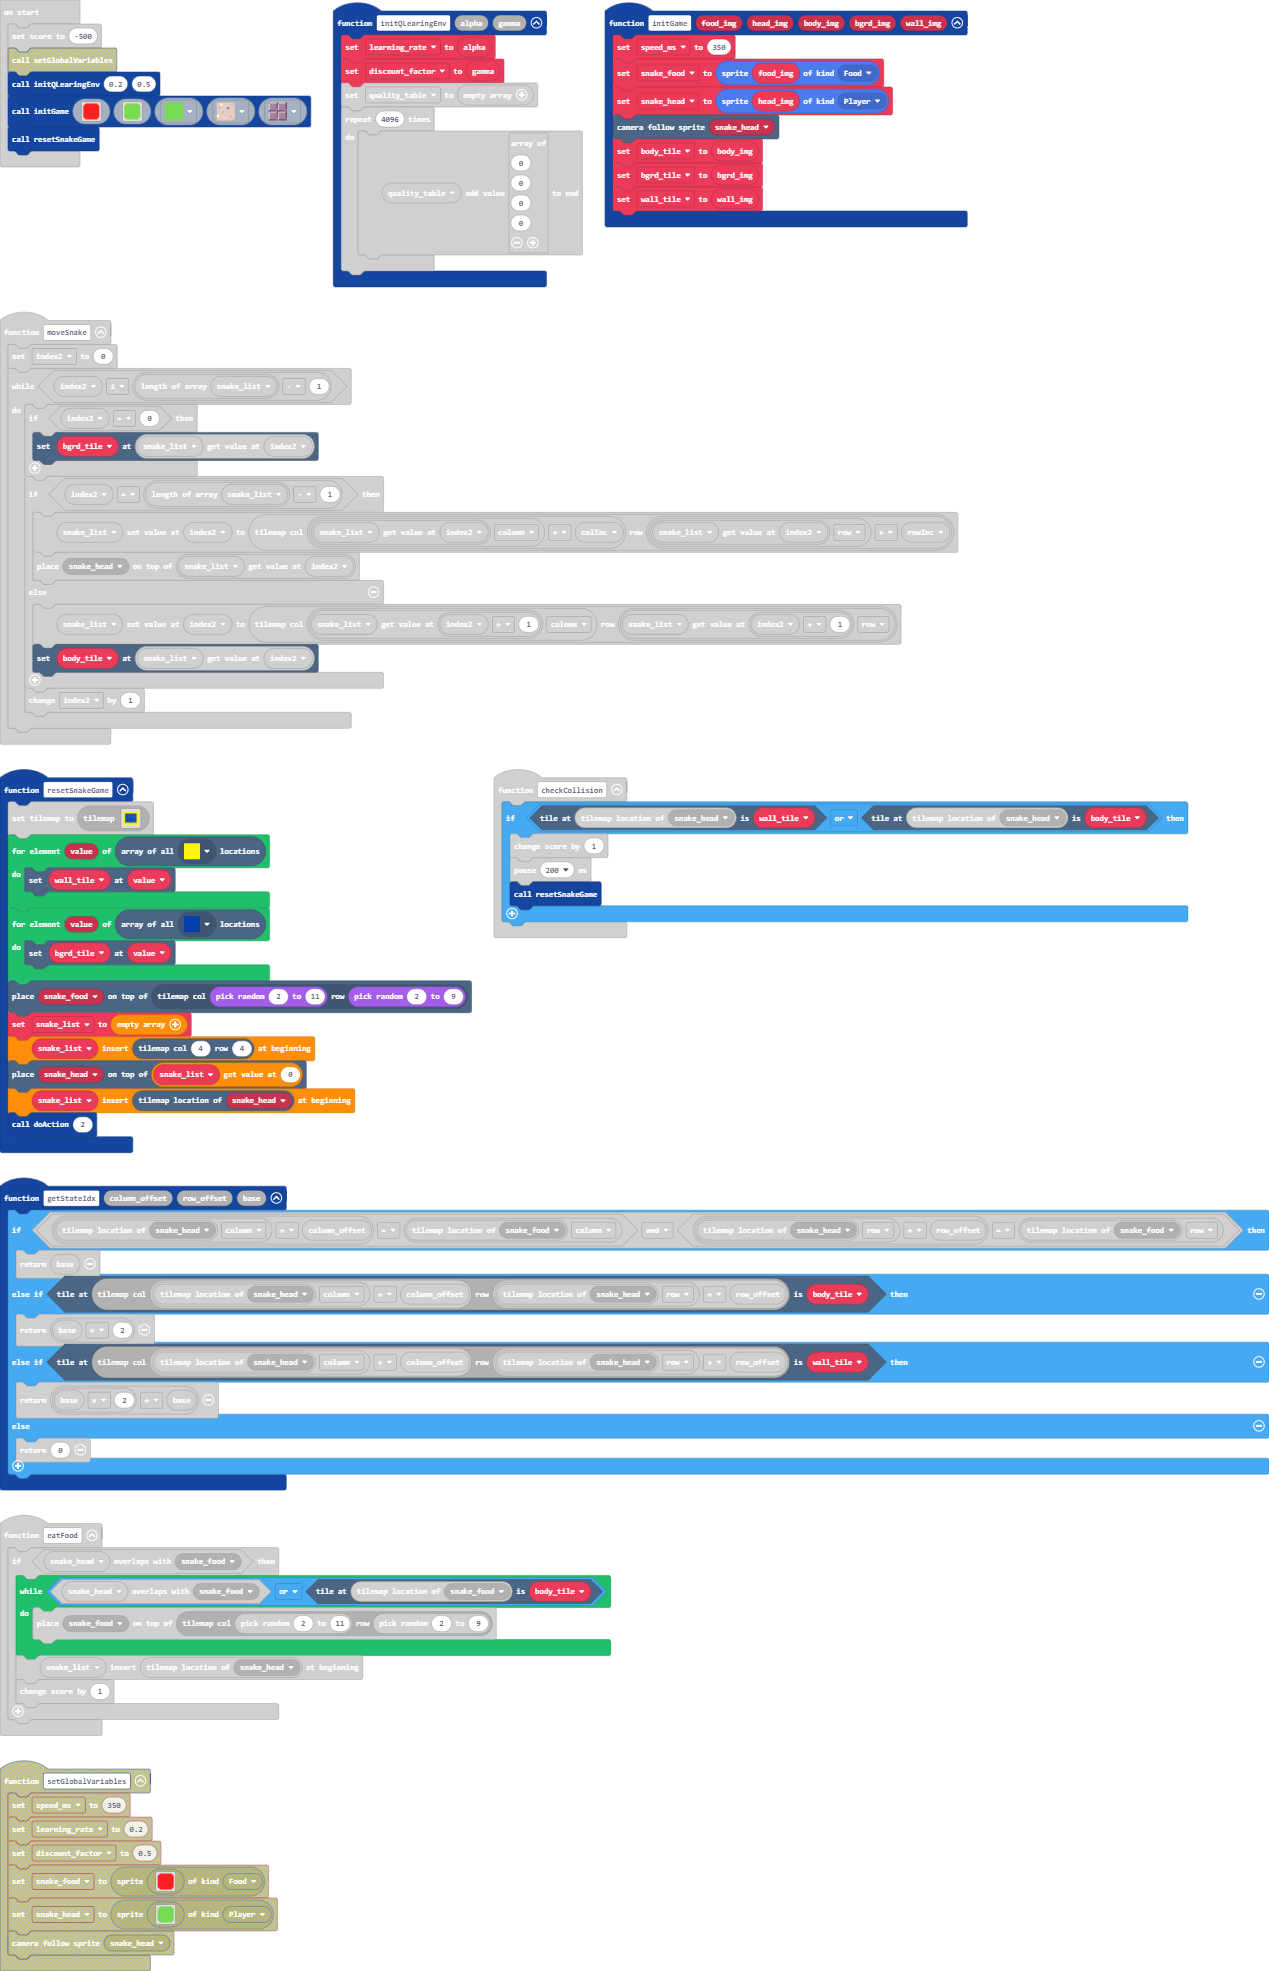 on start
set score to -500
call setGlobalVariables
call initQLearingEnv 0.2 0.5
call initGame
call resetSnakeGame
function initQLearingEnv alpha gamma
set learning_rate to alpha
set discount_factor to gamma
set quality_table to empty array
repeat 4096 times
do
array of
0
0
quality_table add value to end
0
0
function initGame food_img head_img body_img bgrd_img wall_img
set speed_ms to 350
set snake_food to sprite food_img of kind Food
set snake_head to sprite head_img of kind Player
camera follow sprite snake_head
set body_tile to body_img
set bgrd_tile to bgrd_img
set wall_tile to wall_img
function moveSnake
set index2 to 0
while index2 ≤ length of array snake_list - 1
do
if index2 = 0 then
set bgrd_tile at snake_list get value at index2
if index2 = length of array snake_list - 1 then
snake_list set value at index2 to tilemap col snake_list get value at index2 column + colInc row snake_list get value at index2 row + rowInc
place snake_head on top of snake_list get value at index2
else
snake_list set value at index2 to tilemap col snake_list get value at index2 + 1 column row snake_list get value at index2 + 1 row
set body_tile at snake_list get value at index2
change index2 by 1
function resetSnakeGame
set tilemap to tilemap
for element value of array of all locations
do
set wall_tile at value
for element value of array of all locations
do
set bgrd_tile at value
place snake_food on top of tilemap col pick random 2 to 11 row pick random 2 to 9
set snake_list to empty array
snake_list insert tilemap col 4 row 4 at beginning
place snake_head on top of snake_list get value at 0
snake_list insert tilemap location of snake_head at beginning
call doAction 2
function checkCollision
if tile at tilemap location of snake_head is wall_tile or tile at tilemap location of snake_head is body_tile then
change score by 1
pause 200 ms
call resetSnakeGame
function getStateIdx column_offset row_offset base
if tilemap location of snake_head column + column_offset = tilemap location of snake_food column and tilemap location of snake_head row + row_offset = tilemap location of snake_food row then
return base
else if tile at tilemap col tilemap location of snake_head column + column_offset row tilemap location of snake_head row + row_offset is body_tile then
return base × 2
else if tile at tilemap col tilemap location of snake_head column + column_offset row tilemap location of snake_head row + row_offset is wall_tile then
return base × 2 + base
else
return 0
function eatFood
if snake_head overlaps with snake_food then
while snake_head overlaps with snake_food or tile at tilemap location of snake_food is body_tile
do
place snake_food on top of tilemap col pick random 2 to 11 row pick random 2 to 9
snake_list insert tilemap location of snake_head at beginning
change score by 1
function setGlobalVariables
set speed_ms to 350
set learning_rate to 0.2
set discount_factor to 0.5
set snake_food to sprite of kind Food
set snake_head to sprite of kind Player
camera follow sprite snake_head